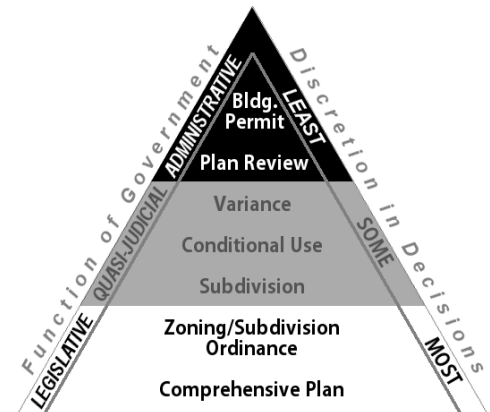 Function of Government
Discretion in Decisions
ADMINISTRATIVE
LEAST
Bldg.
Permit
Plan Review
QUASI-JUDICIAL
SOME
Variance
Conditional Use
Subdivision
LEGISLATIVE
MOST
Zoning/Subdivision
Ordinance
Comprehensive Plan